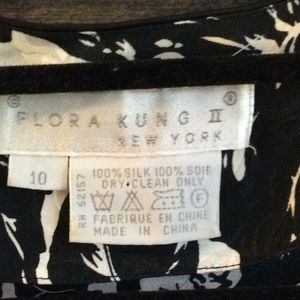 FLORA KUNG II ®
NEW YORK
10
RN 52157
100% SILK 100% SOIE
DRY CLEAN ONLY
FABRIQUE EN CHINE
MADE IN CHINA